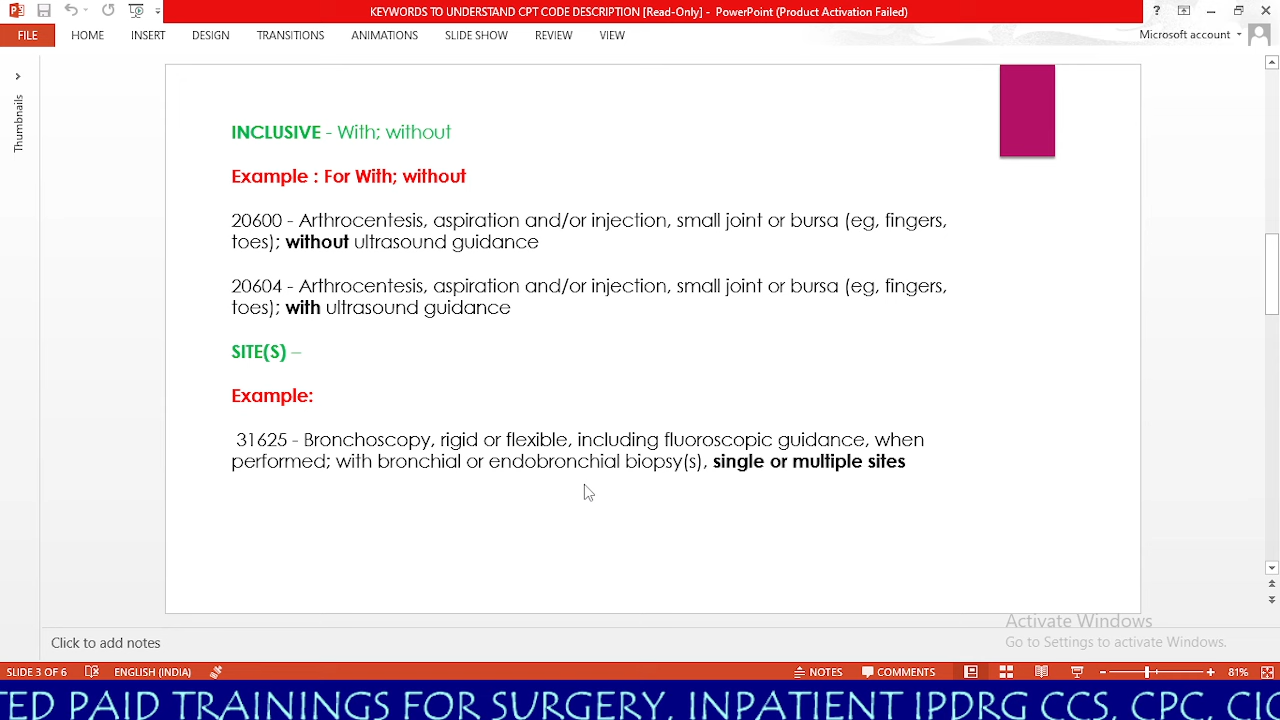 KEYWORDS TO UNDERSTAND CPT CODE DESCRIPTION [Read-Only] - PowerPoint (Product Activation Failed)
?
FILE HOME INSERT DESIGN TRANSITIONS ANIMATIONS SLIDE SHOW REVIEW VIEW
Microsoft account
Thumbnails
INCLUSIVE - With; without
Example : For With; without
20600 - Arthrocentesis, aspiration and/or injection, small joint or bursa (eg, fingers,
toes); without ultrasound guidance
20604 - Arthrocentesis, aspiration and/or injection, small joint or bursa (eg, fingers,
toes); with ultrasound guidance
SITE(S) –
Example:
31625 - Bronchoscopy, rigid or flexible, including fluoroscopic guidance, when
performed; with bronchial or endobronchial biopsy(s), single or multiple sites
Activate Windows
Go to Settings to activate Windows.
Click to add notes
SLIDE 3 OF 6 ENGLISH (INDIA) NOTES COMMENTS 81%
TED PAID TRAININGS FOR SURGERY, INPATIENT IPDRG CCS, CPC, CIC